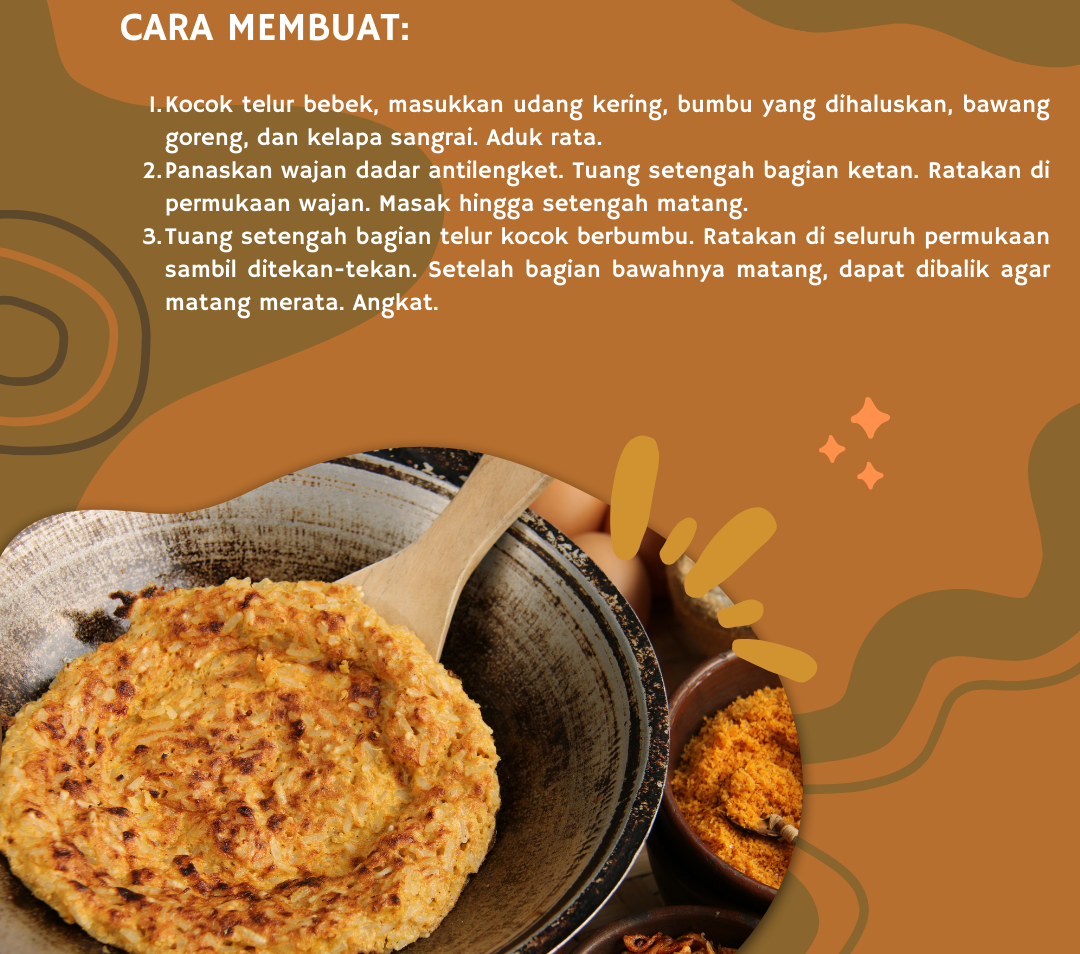 CARA MEMBUAT:
1. Kocok telur bebek, masukkan udang kering, bumbu yang dihaluskan, bawang
goreng, dan kelapa sangrai. Aduk rata.
2. Panaskan wajan dadar antilengket. Tuang setengah bagian ketan. Ratakan di
permukaan wajan. Masak hingga setengah matang.
3. Tuang setengah bagian telur kocok berbumbu. Ratakan di seluruh permukaan
sambil ditekan-tekan. Setelah bagian bawahnya matang, dapat dibalik agar
matang merata. Angkat.